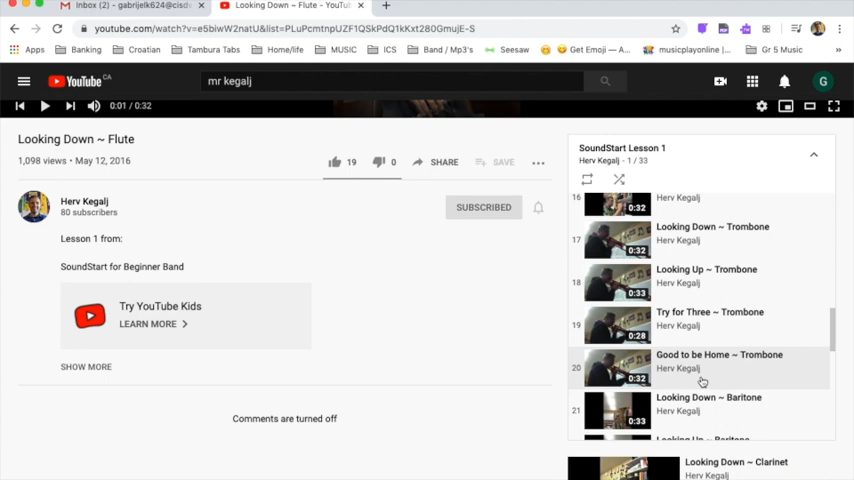 Inbox (2) - gabrijelk624@cisdv
Looking Down ~ Flute - YouTub
youtube.com/watch?v=e5biwW2natU&list=PLuPcmtnpUZF1QSkPdQ1kKxt280GmujE-S
Apps
Banking
Croatian
Tambura Tabs
Home/life
MUSIC
ICS
Band / Mp3's
Seesaw
Get Emoji — A...
musicplayonline |...
Gr 5 Music
YouTube CA
mr kegalj
G
0:01 / 0:32
Looking Down ~ Flute
1,098 views • May 12, 2016
19
0
SHARE
SAVE
Herv Kegalj
80 subscribers
SUBSCRIBED
Lesson 1 from:
SoundStart for Beginner Band
Try YouTube Kids
LEARN MORE
SHOW MORE
Comments are turned off
SoundStart Lesson 1
Herv Kegalj - 1 / 33
16
Herv Kegalj
0:32
17
Looking Down ~ Trombone
Herv Kegalj
0:32
18
Looking Up ~ Trombone
Herv Kegalj
0:33
19
Try for Three ~ Trombone
Herv Kegalj
0:28
20
Good to be Home ~ Trombone
Herv Kegalj
0:32
21
Looking Down ~ Baritone
Herv Kegalj
0:33
Looking Up ~ Baritone
Looking Down ~ Clarinet
Herv Kegalj